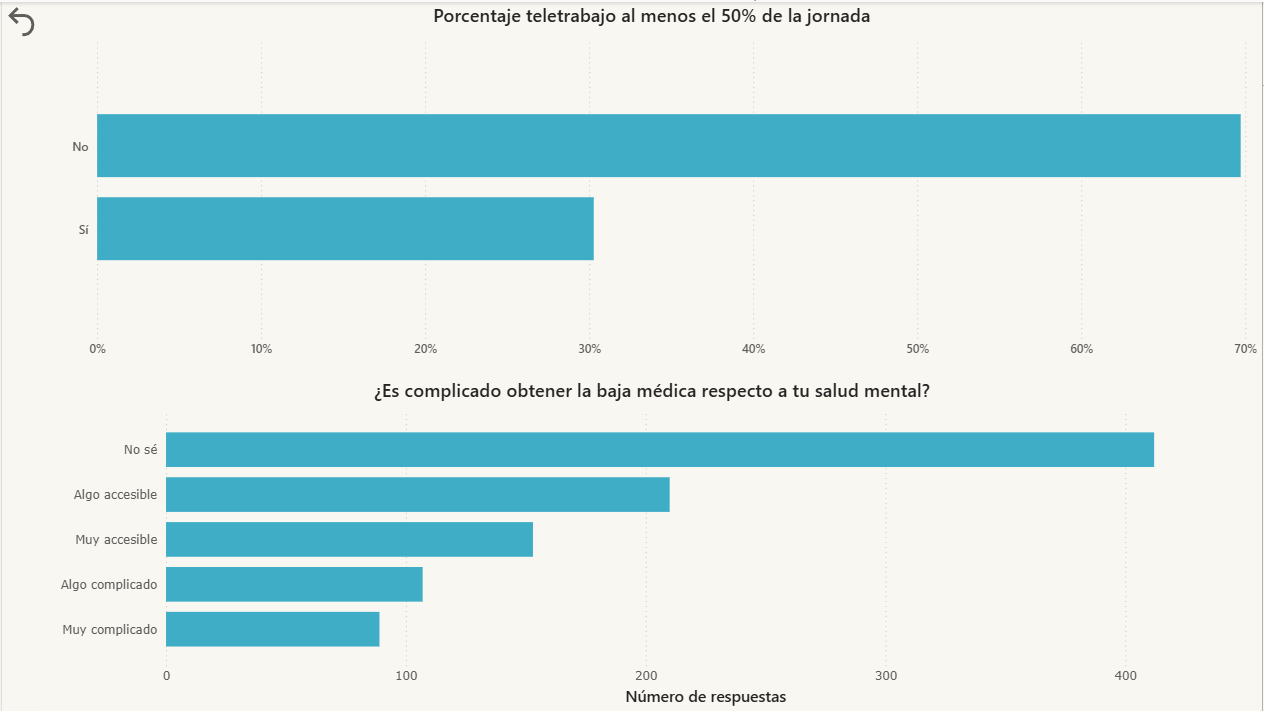 Porcentaje teletrabajo al menos el 50% de la jornada
No
Sí
0% 10% 20% 30% 40% 50% 60% 70%
¿Es complicado obtener la baja médica respecto a tu salud mental?
No sé
Algo accesible
Muy accesible
Algo complicado
Muy complicado
0 100 200 300 400
Número de respuestas